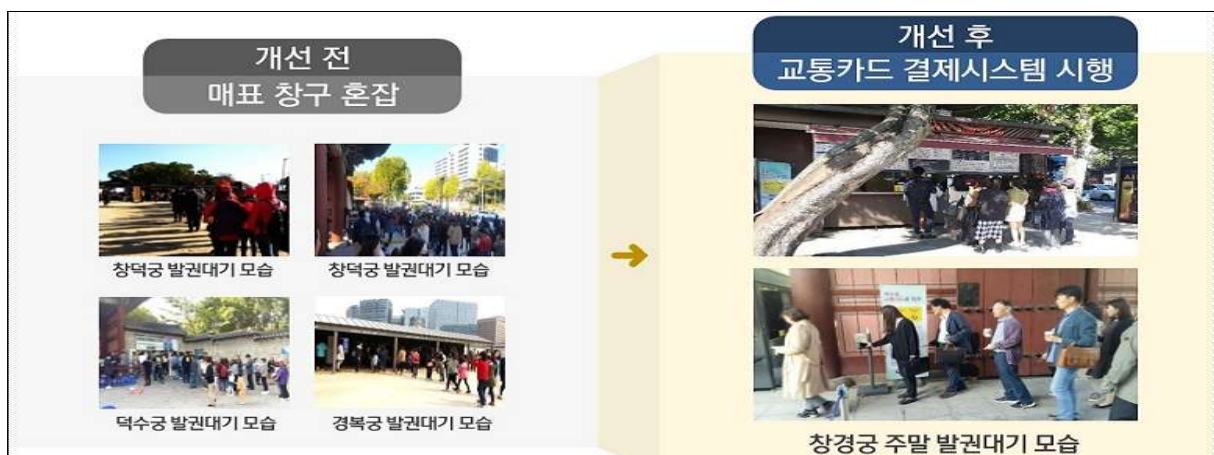 개선 전
매표 창구 혼잡
창덕궁 발권대기 모습
창덕궁 발권대기 모습
덕수궁 발권대기 모습
경복궁 발권대기 모습
개선 후
교통카드 결제시스템 시행
창경궁 주말 발권대기 모습